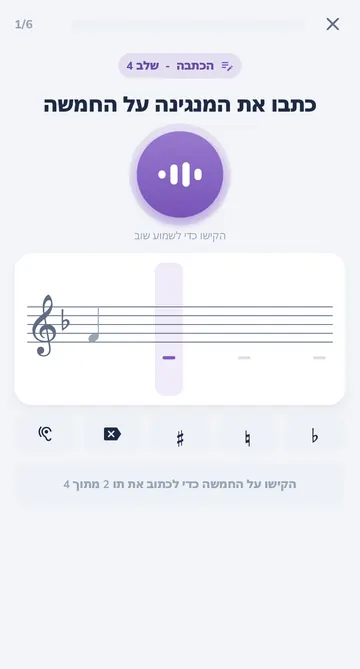 1/6
הכתבה - שלב 4
כתבו את המנגינה על החמשה
הקישו כדי לשמוע שוב
הקישו על החמשה כדי לכתוב את תו 2 מתוך 4